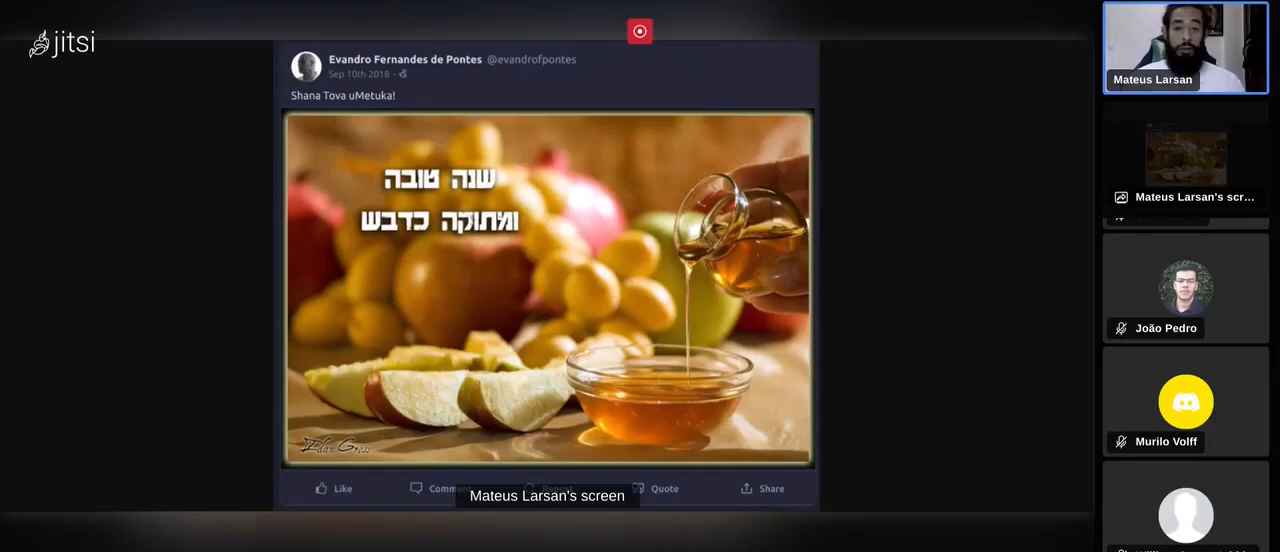 jitsi
Evandro Fernandes de Pontes @evandrofpontes
Sep 10th 2018 ·
Shana Tova uMetuka!
שנה טובה
ומתוקה כדבש
Like
Comment
Repost
Quote
Share
Mateus Larsan's screen
Mateus Larsan
Mateus Larsan's scr...
João Pedro
Murilo Volff